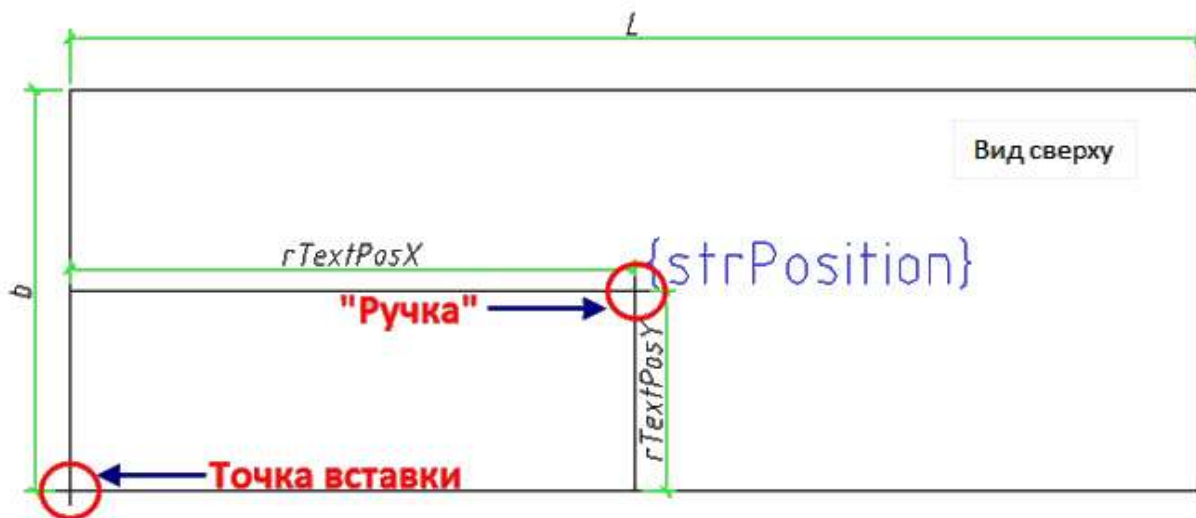 L
Вид сверху
rTextPosX
{strPosition}
b
"Ручка"
rTextPosY
Точка вставки